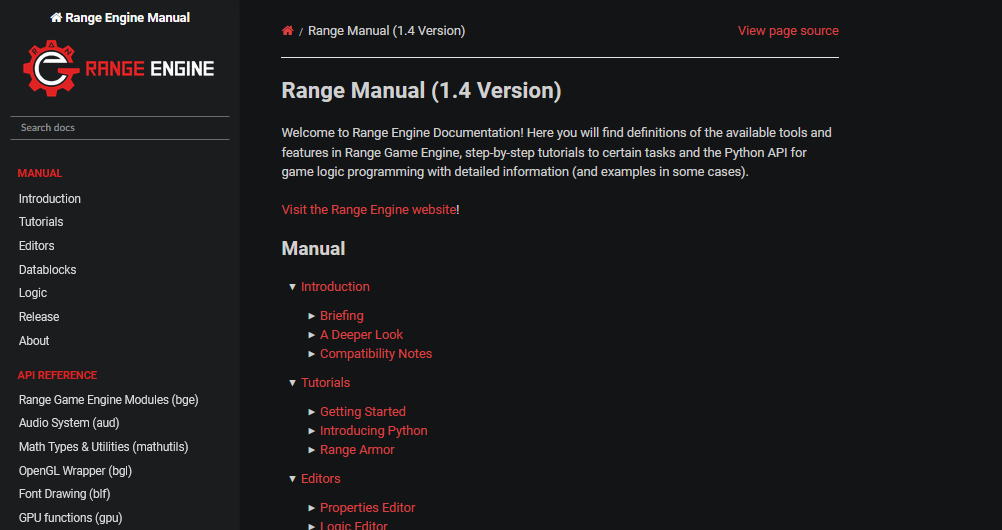 Range Engine Manual
RANGE ENGINE
Search docs
MANUAL
Introduction
Tutorials
Editors
Datablocks
Logic
Release
About
API REFERENCE
Range Game Engine Modules (bge)
Audio System (aud)
Math Types & Utilities (mathutils)
OpenGL Wrapper (bgl)
Font Drawing (blf)
GPU functions (gpu)
/ Range Manual (1.4 Version)
View page source
Range Manual (1.4 Version)
Welcome to Range Engine Documentation! Here you will find definitions of the available tools and
features in Range Game Engine, step-by-step tutorials to certain tasks and the Python API for
game logic programming with detailed information (and examples in some cases).
Visit the Range Engine website!
Manual
▾ Introduction
▸ Briefing
▸ A Deeper Look
▸ Compatibility Notes
▾ Tutorials
▸ Getting Started
▸ Introducing Python
▸ Range Armor
▾ Editors
▸ Properties Editor
▸ Logic Editor